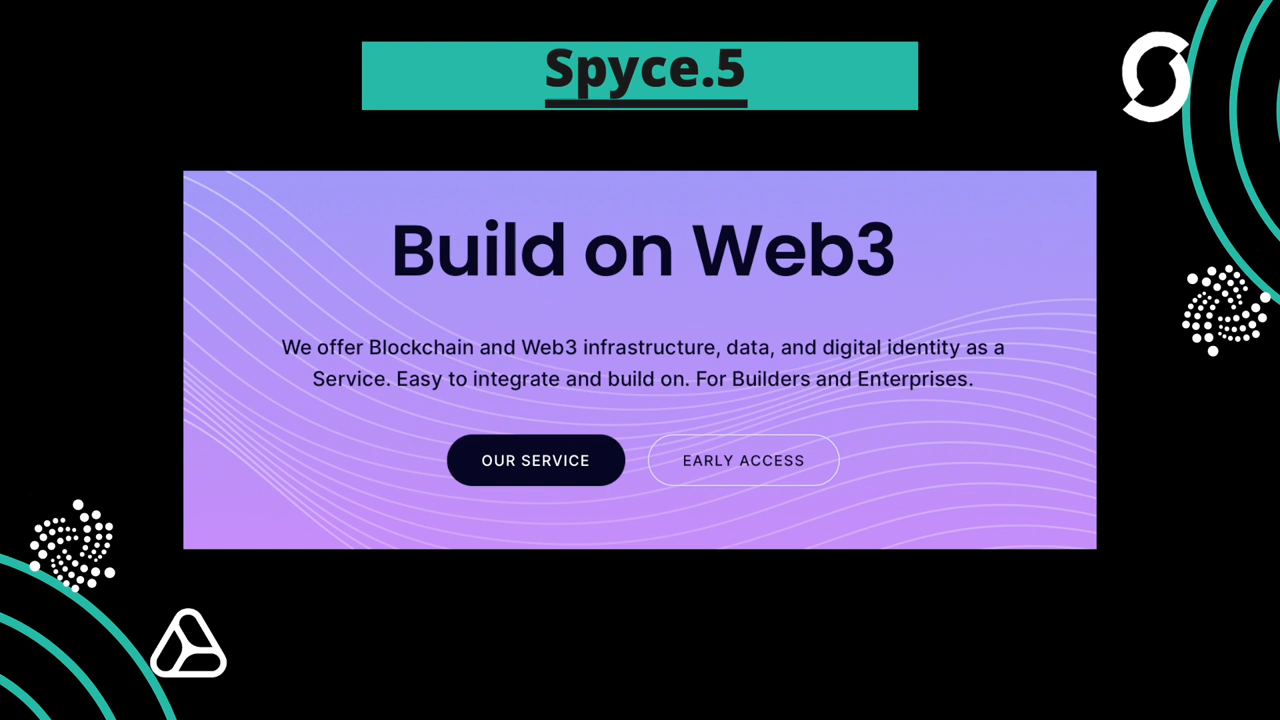 Spyce.5
Build on Web3
We offer Blockchain and Web3 infrastructure, data, and digital identity as a
Service. Easy to integrate and build on. For Builders and Enterprises.
OUR SERVICE
EARLY ACCESS